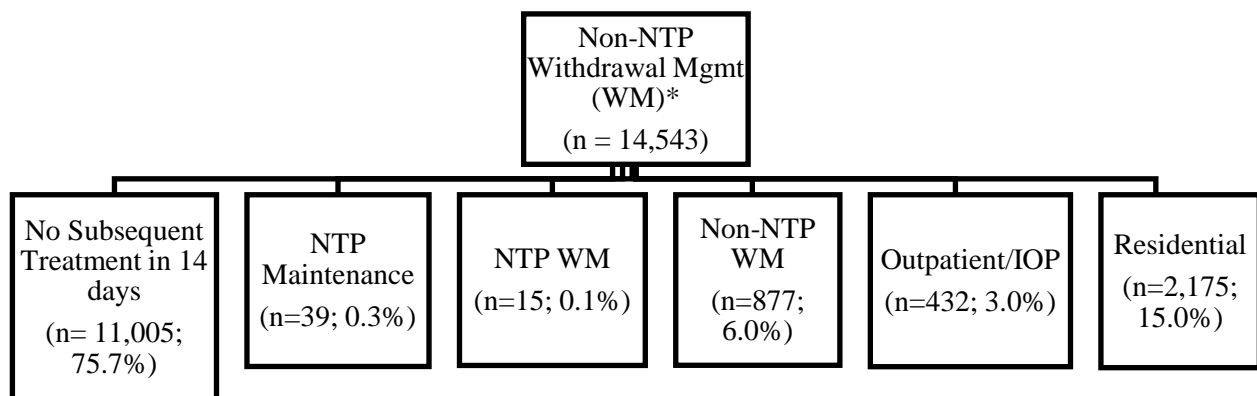 Non-NTP
Withdrawal Mgmt
(WM)*
(n = 14,543)
No Subsequent
Treatment in 14
days
(n= 11,005;
75.7%)
NTP
Maintenance
(n=39; 0.3%)
NTP WM
(n=15; 0.1%)
Non-NTP
WM
(n=877;
6.0%)
Outpatient/IOP
(n=432; 3.0%)
Residential
(n=2,175;
15.0%)